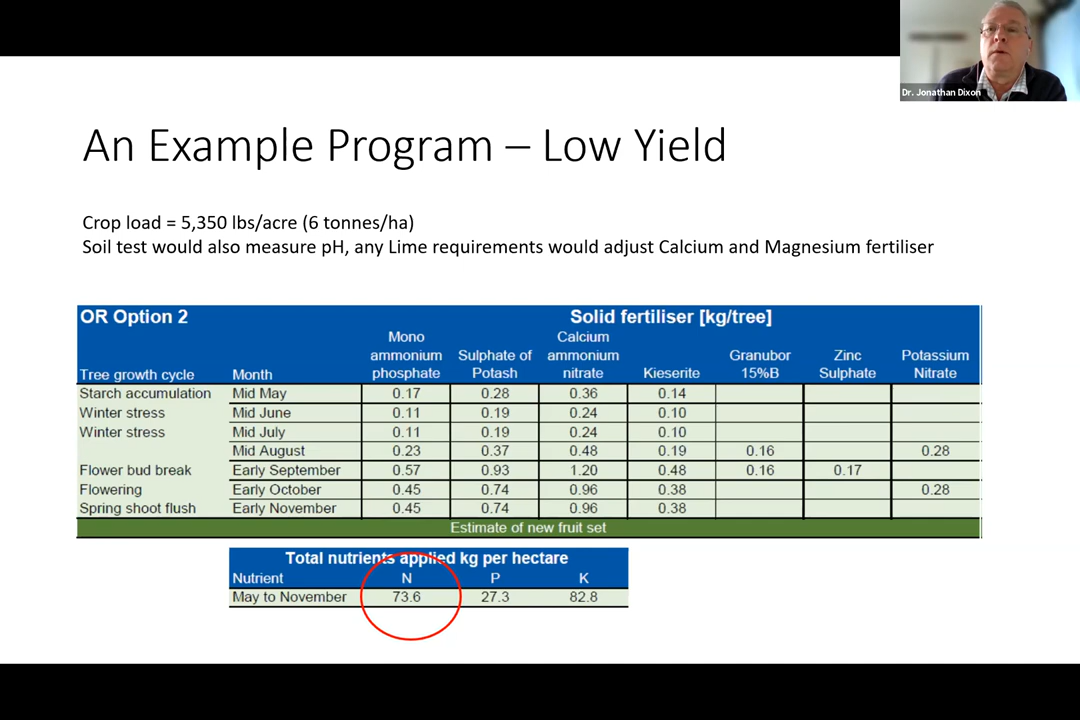 Dr. Jonathan Dixon
An Example Program – Low Yield
Crop load = 5,350 lbs/acre (6 tonnes/ha)
Soil test would also measure pH, any Lime requirements would adjust Calcium and Magnesium fertiliser
OR Option 2 Solid fertiliser [kg/tree]
Tree growth cycle Month Mono ammonium phosphate Sulphate of Potash Calcium ammonium nitrate Kieserite Granubor 15%B Zinc Sulphate Potassium Nitrate
Starch accumulation Mid May 0.17 0.28 0.36 0.14
Winter stress Mid June 0.11 0.19 0.24 0.10
Winter stress Mid July 0.11 0.19 0.24 0.10
Mid August 0.23 0.37 0.48 0.19 0.16 0.28
Flower bud break Early September 0.57 0.93 1.20 0.48 0.16 0.17
Flowering Early October 0.45 0.74 0.96 0.38 0.28
Spring shoot flush Early November 0.45 0.74 0.96 0.38
Estimate of new fruit set
Total nutrients applied kg per hectare
Nutrient N P K
May to November 73.6 27.3 82.8